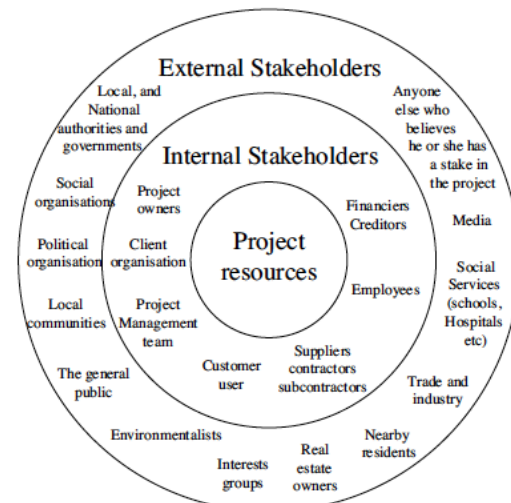 External Stakeholders
Local, and
National
authorities and
governments
Social
organisations
Political
organisation
Local
communities
The general
public
Environmentalists
Interests
groups
Real
estate
owners
Nearby
residents
Trade and
industry
Social
Services
(schools,
Hospitals
etc)
Media
Anyone
else who
believes
he or she has
a stake in
the project
Internal Stakeholders
Project
owners
Client
organisation
Project
Management
team
Customer
user
Suppliers
contractors
subcontractors
Employees
Financiers
Creditors
Project
resources